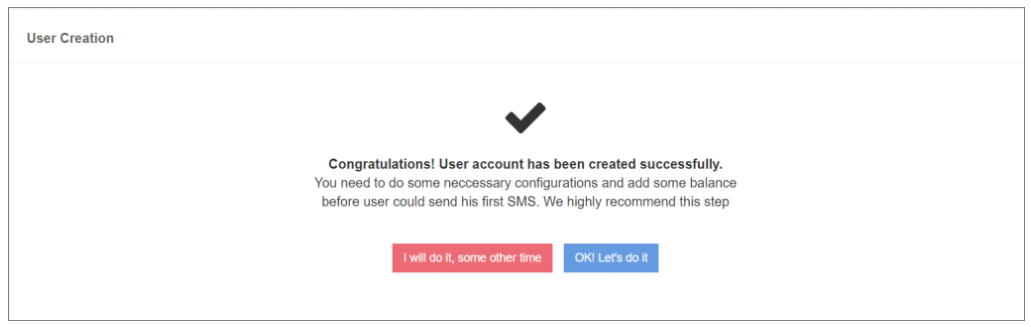 User Creation
Congratulations! User account has been created successfully.
You need to do some neccessary configurations and add some balance
before user could send his first SMS. We highly recommend this step
I will do it, some other time
OK! Let's do it